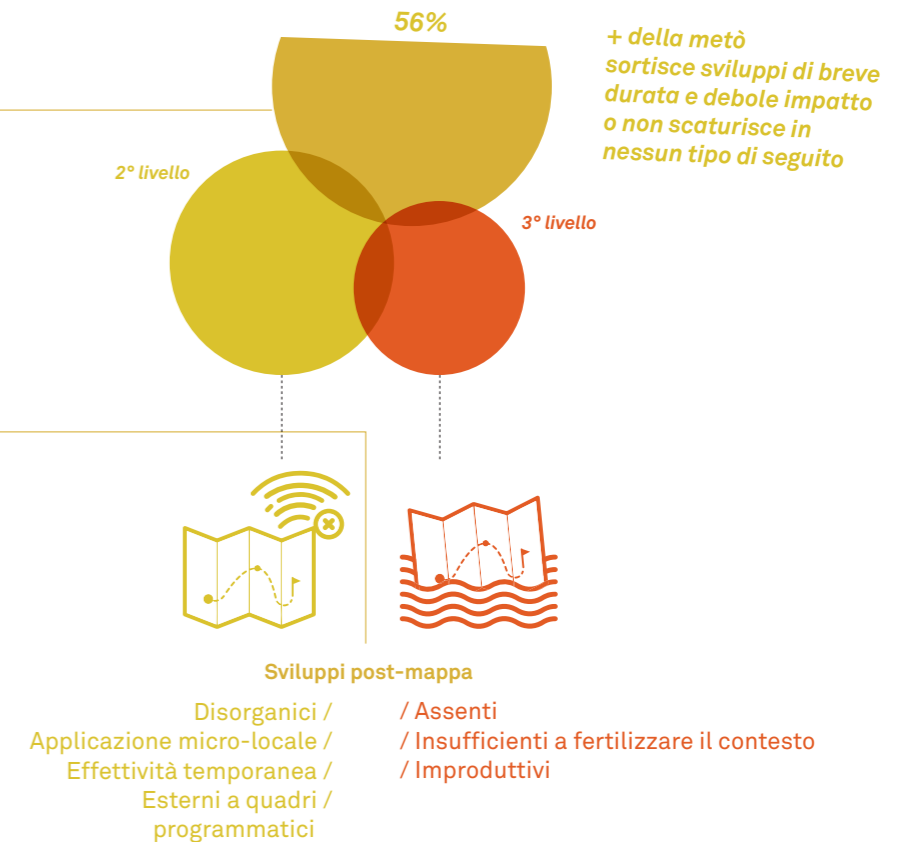 56%
+ della metò
sortisce sviluppi di breve
durata e debole impatto
o non scaturisce in
nessun tipo di seguito
2° livello
3° livello
Sviluppi post-mappa
Disorganici /
Applicazione micro-locale /
Effettività temporanea /
Esterni a quadri /
programmatici
/ Assenti
/ Insufficienti a fertilizzare il contesto
/ Improduttivi